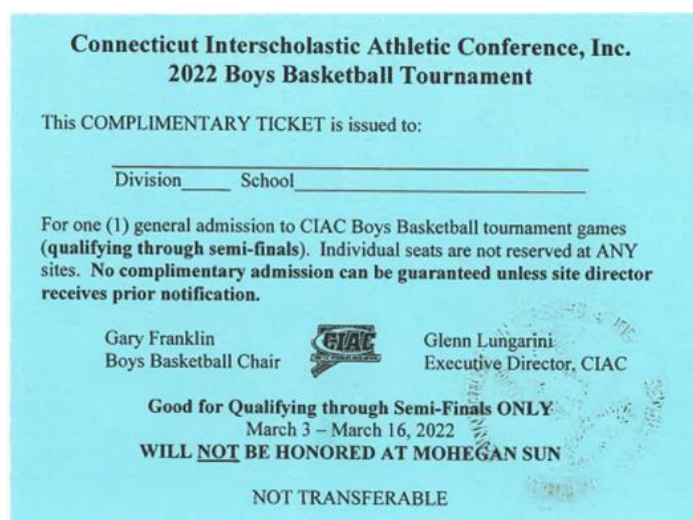 Connecticut Interscholastic Athletic Conference, Inc.
2022 Boys Basketball Tournament
This COMPLIMENTARY TICKET is issued to:
Division____ School____
For one (1) general admission to CIAC Boys Basketball tournament games
(qualifying through semi-finals). Individual seats are not reserved at ANY
sites. No complimentary admission can be guaranteed unless site director
receives prior notification.
Gary Franklin
Boys Basketball Chair
CIAC
Glenn Lungarini
Executive Director, CIAC
Good for Qualifying through Semi-Finals ONLY
March 3 – March 16, 2022
WILL NOT BE HONORED AT MOHEGAN SUN
NOT TRANSFERABLE